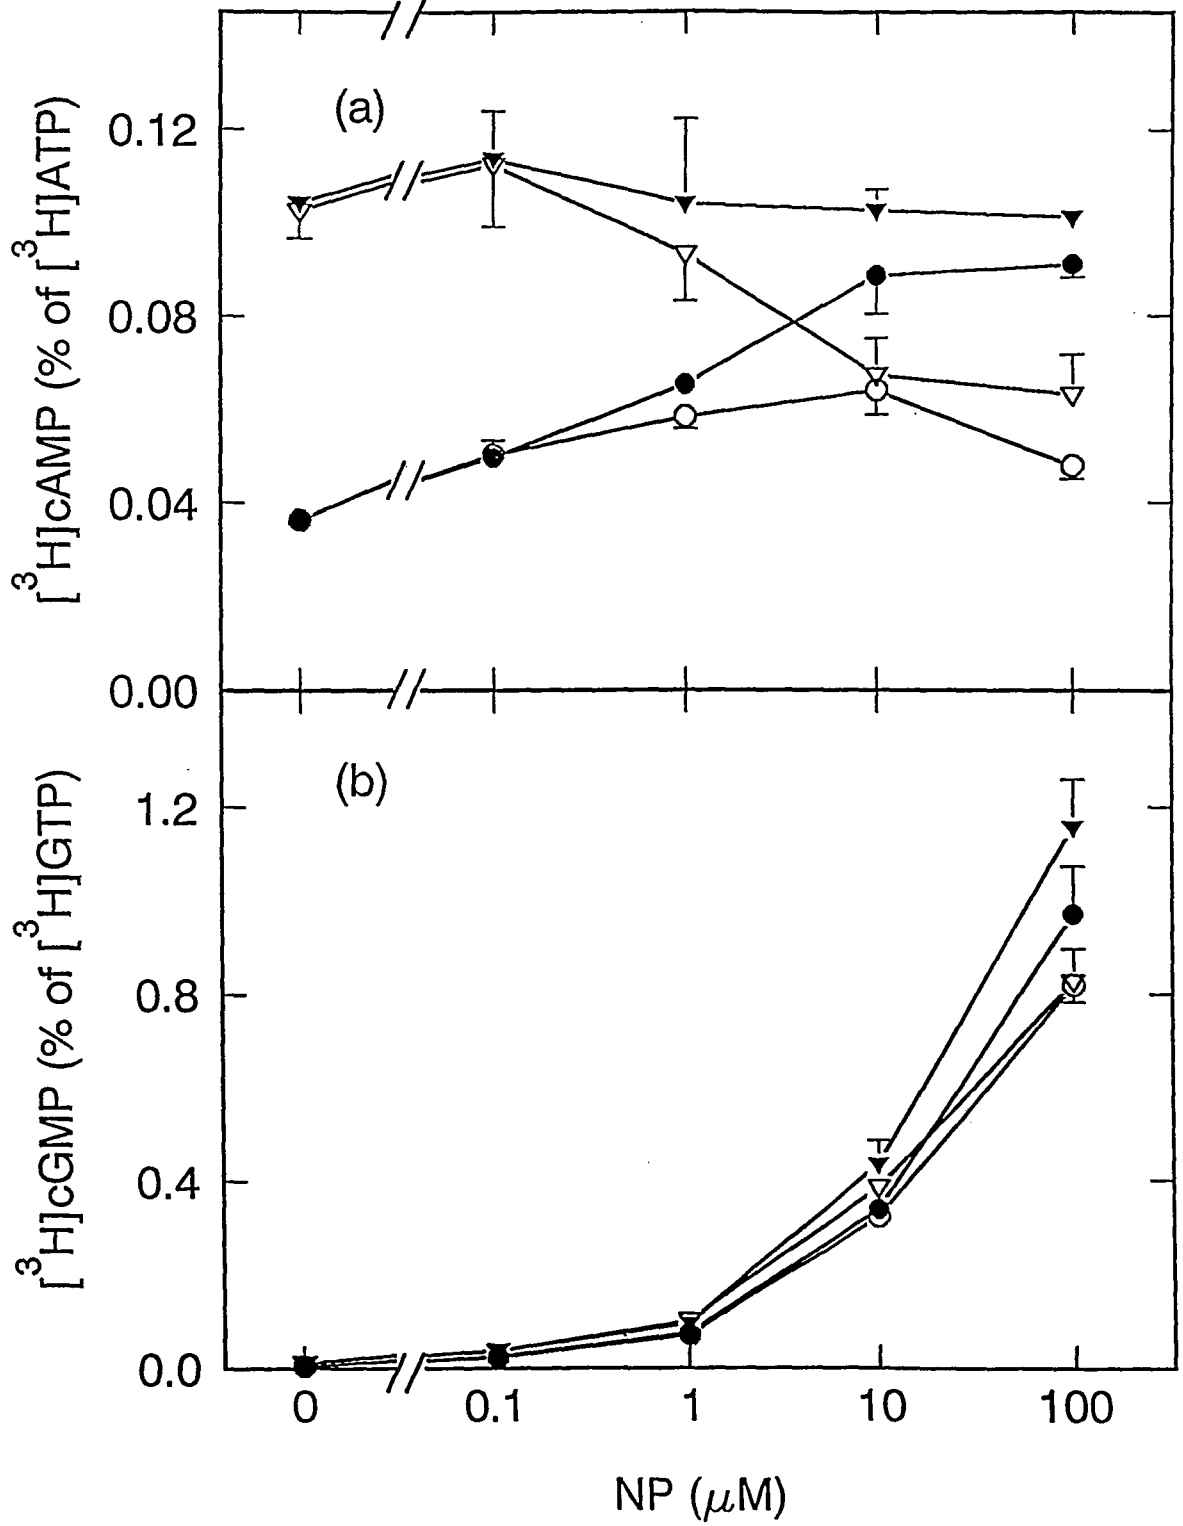 (a)
[³H]cAMP (% of [³H]ATP)
0.12
0.08
0.04
0.00
(b)
[³H]cGMP (% of [³H]GTP)
1.2
0.8
0.4
0.0
0 0.1 1 10 100
NP (μM)